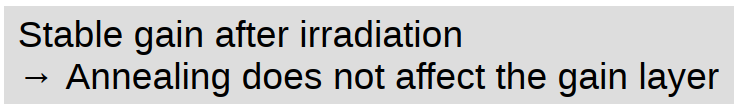 Stable gain after irradiation
→ Annealing does not affect the gain layer